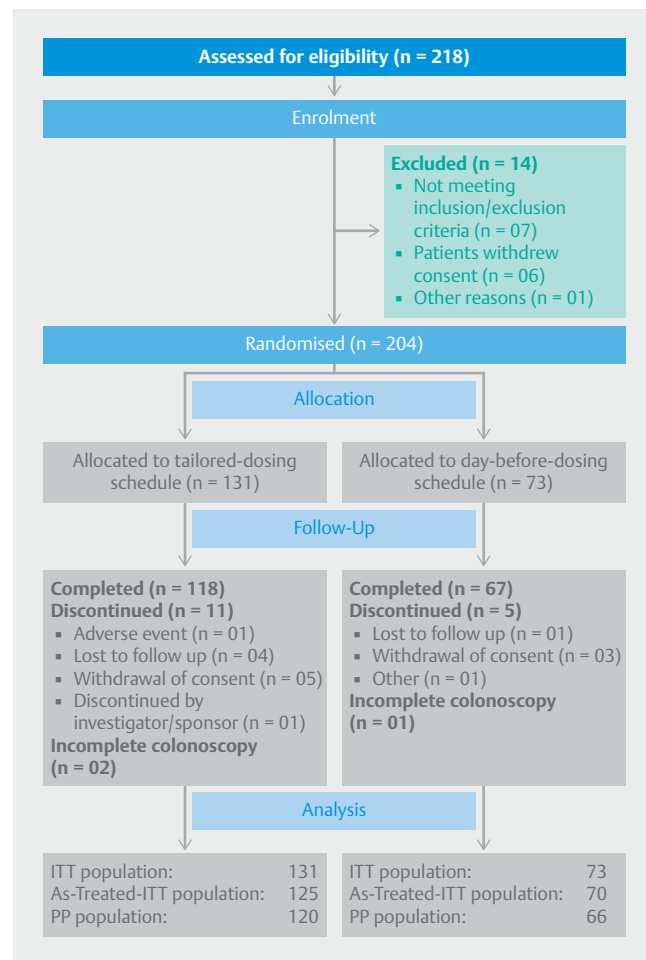 Assessed for eligibility (n = 218)
Enrolment
Excluded (n = 14)
▪ Not meeting
inclusion/exclusion
criteria (n = 07)
▪ Patients withdrew
consent (n = 06)
▪ Other reasons (n = 01)
Randomised (n = 204)
Allocation
Allocated to tailored-dosing
schedule (n = 131)
Allocated to day-before-dosing
schedule (n = 73)
Follow-Up
Completed (n = 118)
Discontinued (n = 11)
▪ Adverse event (n = 01)
▪ Lost to follow up (n = 04)
▪ Withdrawal of consent (n = 05)
▪ Discontinued by
investigator/sponsor (n = 01)
Incomplete colonoscopy
(n = 02)
Completed (n = 67)
Discontinued (n = 5)
▪ Lost to follow up (n = 01)
▪ Withdrawal of consent (n = 03)
▪ Other (n = 01)
Incomplete colonoscopy
(n = 01)
Analysis
ITT population: 131
As-Treated-ITT population: 125
PP population: 120
ITT population: 73
As-Treated-ITT population: 70
PP population: 66